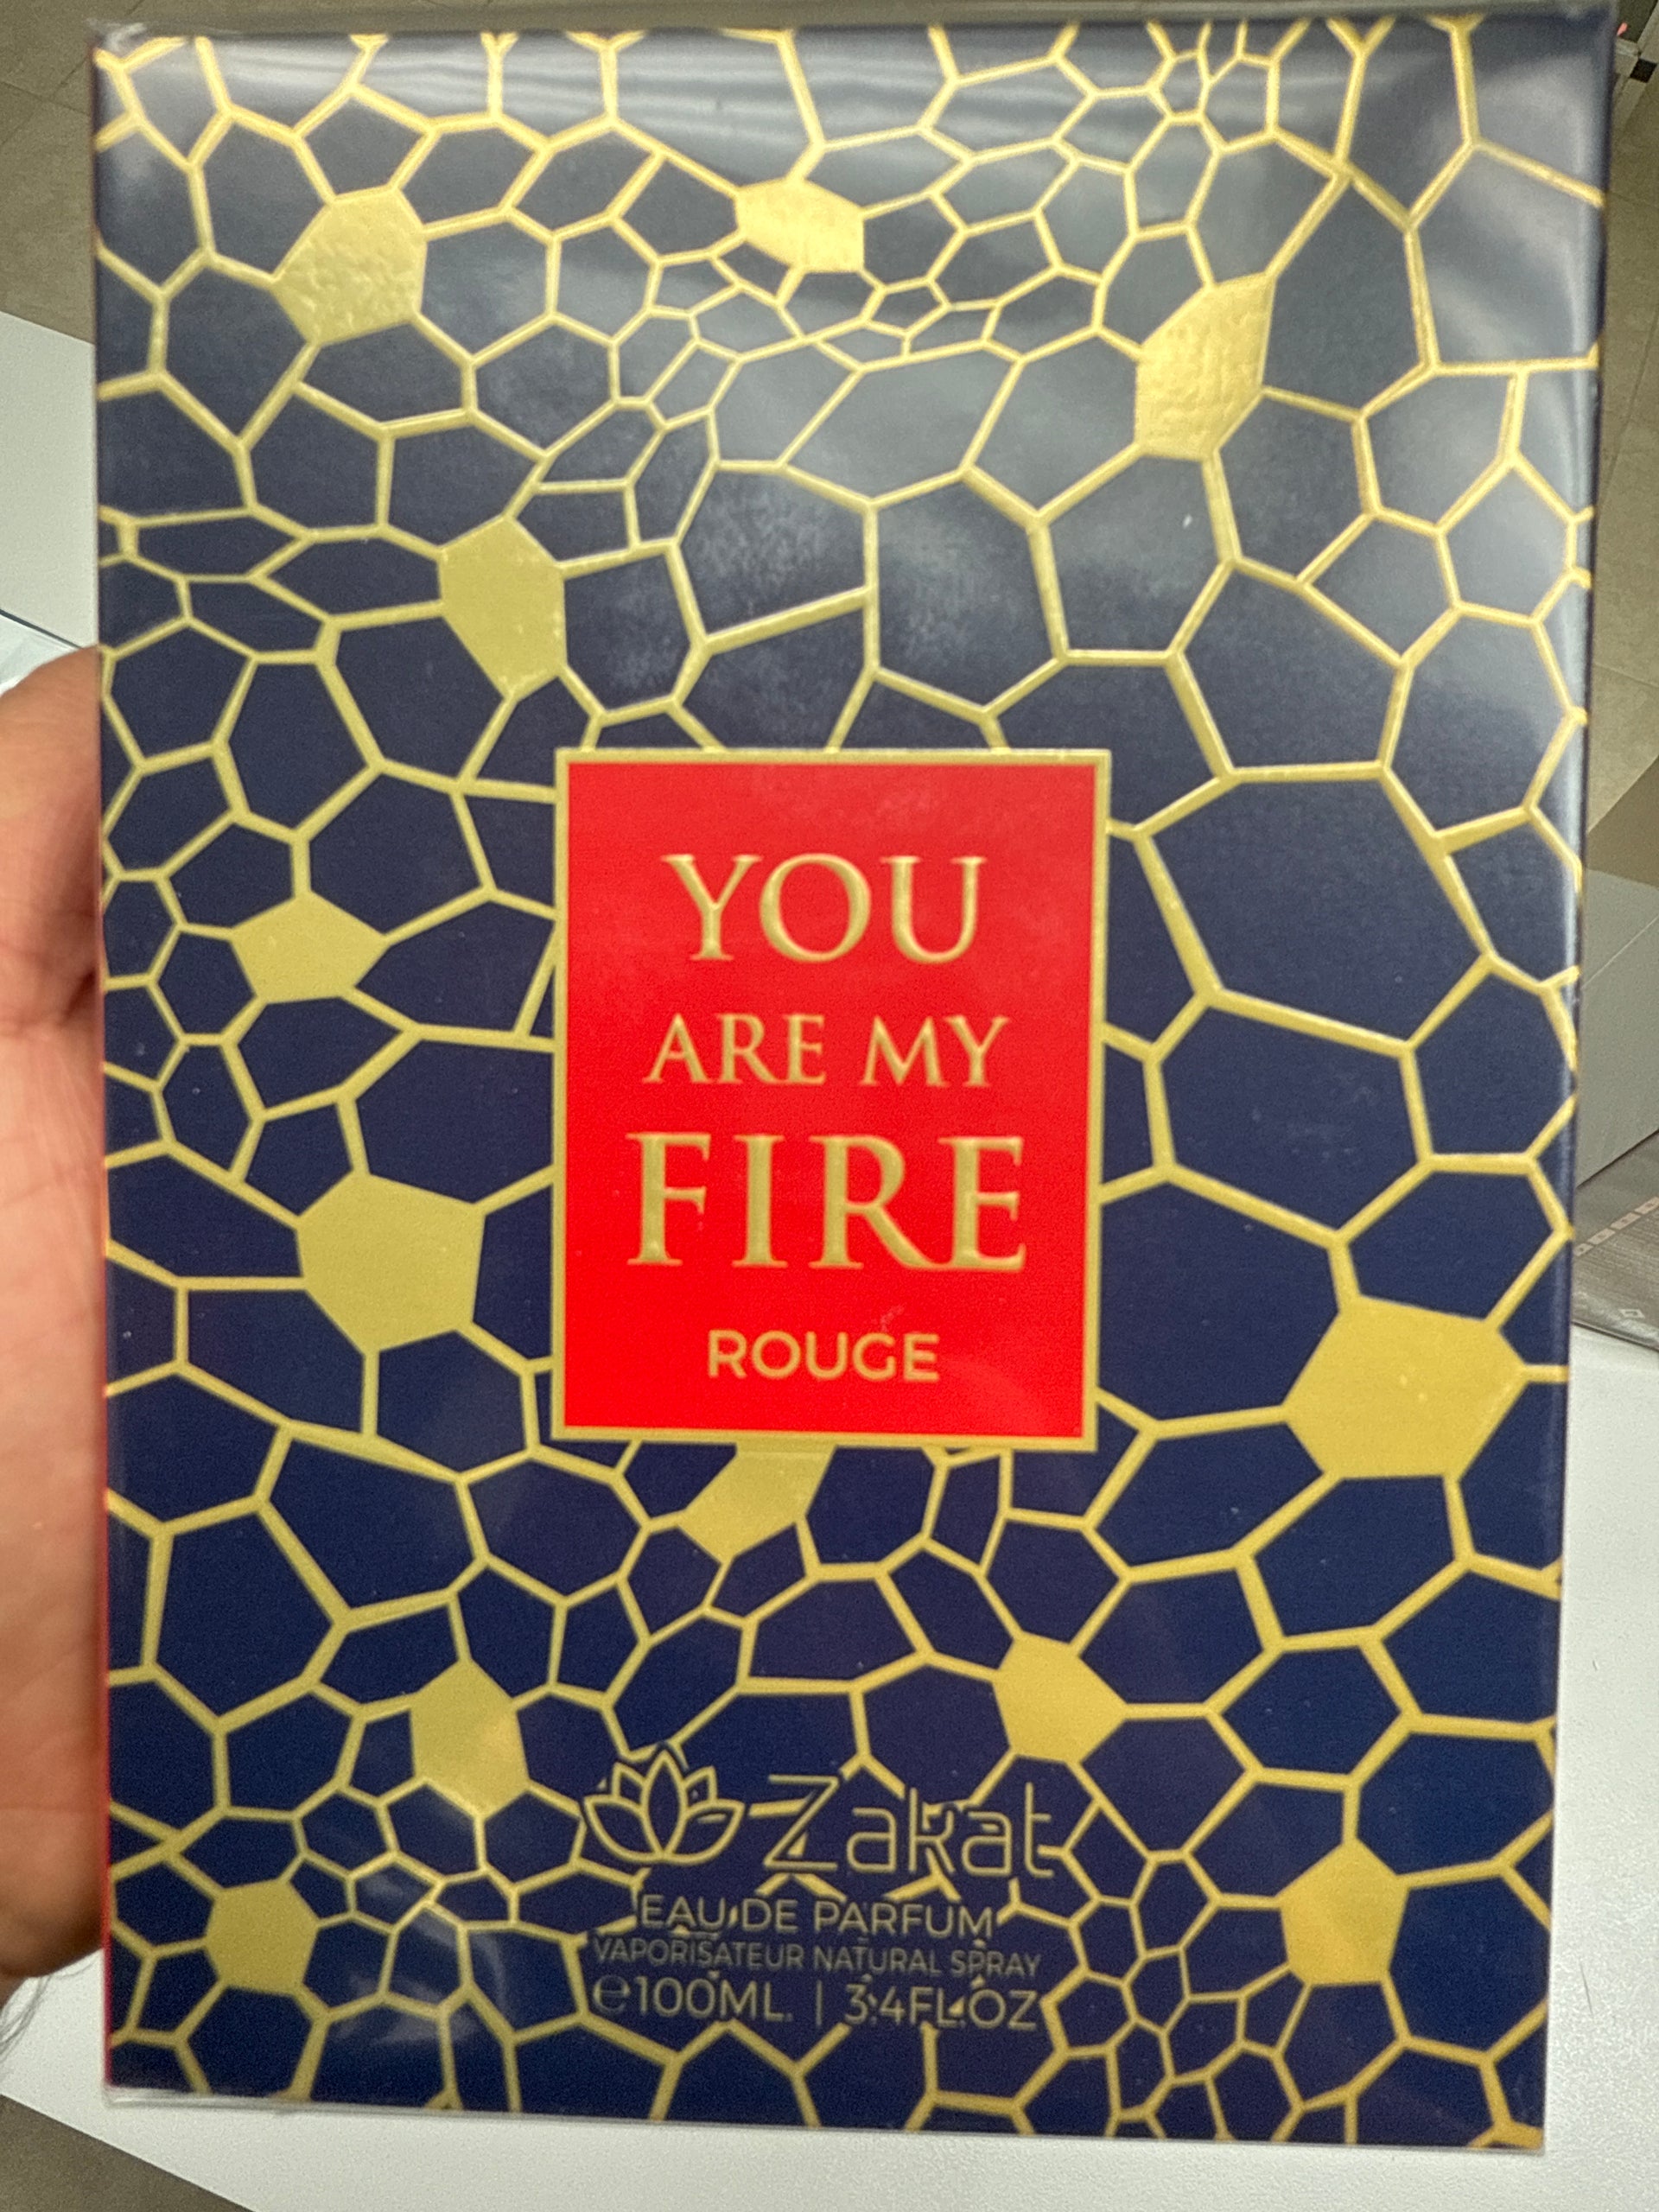 YOU
ARE MY
FIRE
ROUGE
Zakat
EAU DE PARFUM
VAPORISATEUR NATURAL SPRAY
℮100ML. | 3.4FL.OZ